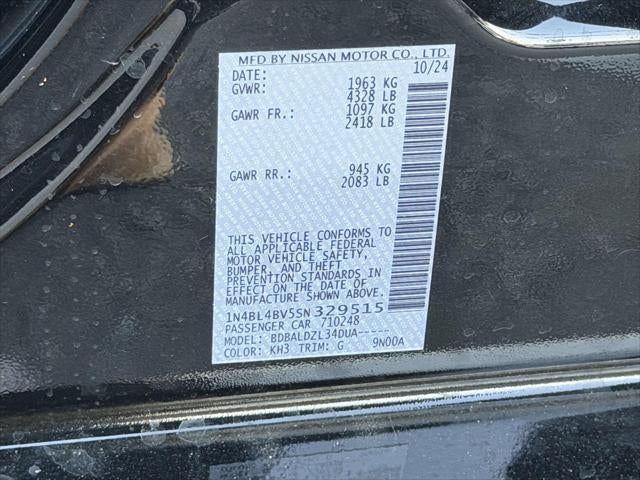 MFD BY NISSAN MOTOR CO., LTD.
DATE: 10/24
GVWR: 1963 KG
4328 LB
GAWR FR.: 1097 KG
2418 LB
GAWR RR.: 945 KG
2083 LB
THIS VEHICLE CONFORMS TO
ALL APPLICABLE FEDERAL
MOTOR VEHICLE SAFETY,
BUMPER, AND THEFT
PREVENTION STANDARDS IN
EFFECT ON THE DATE OF
MANUFACTURE SHOWN ABOVE.
1N4BL4BV5SN329515
PASSENGER CAR 710248
MODEL: BDBALDZL34DUA-----
COLOR: KH3 TRIM: G 9N00A